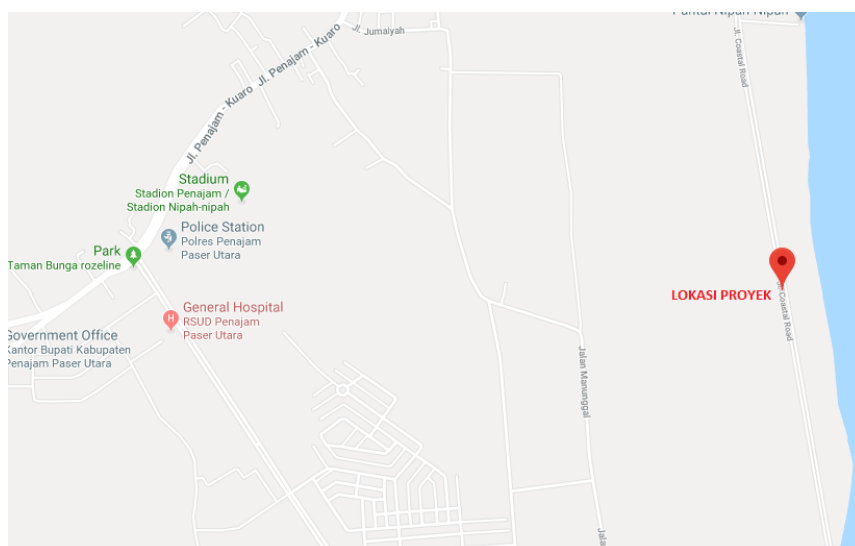 Pantai Nipah Nipah
Jl. Jumaiyah
Jl. Coastal Road
Jl. Penajam - Kuaro
Jl. Penajam - Kuaro
Stadium
Stadion Penajam /
Stadion Nipah-nipah
Police Station
Polres Penajam
Paser Utara
Park
Taman Bunga rozeline
LOKASI PROYEK
Jl. Coastal Road
General Hospital
H
RSUD Penajam
Paser Utara
Government Office
Kantor Bupati Kabupaten
Penajam Paser Utara
Jalan Manunggal
Jala